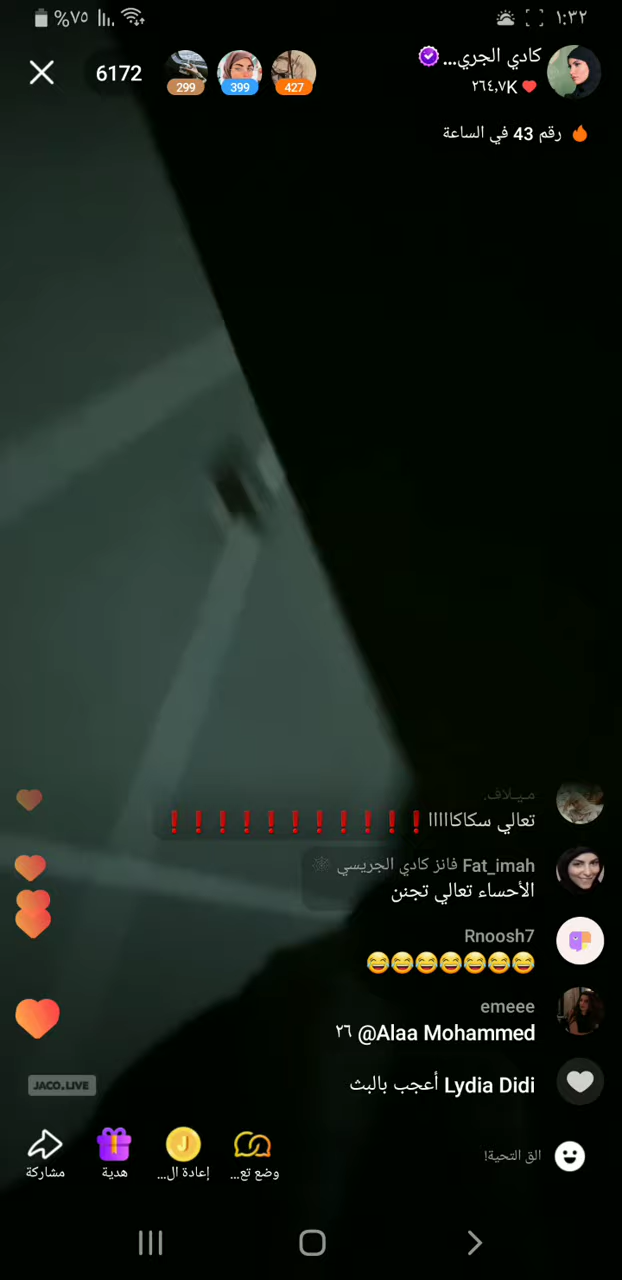 ١:٣٢
%٧٥
كادي الجري...
٢٦٤,٧K
6172
299
399
427
رقم 43 في الساعة
ميلاف.
تعالي سكاكااااا❗❗❗❗❗❗❗❗❗❗❗
Fat_imah فانز كادي الجريسي 🕸
الأحساء تعالي تجنن
Rnoosh7
😂😂😂😂😂😂😂
emeee
@Alaa Mohammed ٢٦
Lydia Didi أعجب بالبث
JACO.LIVE
الق التحية!
وضع تع...
إعادة ال...
هدية
مشاركة